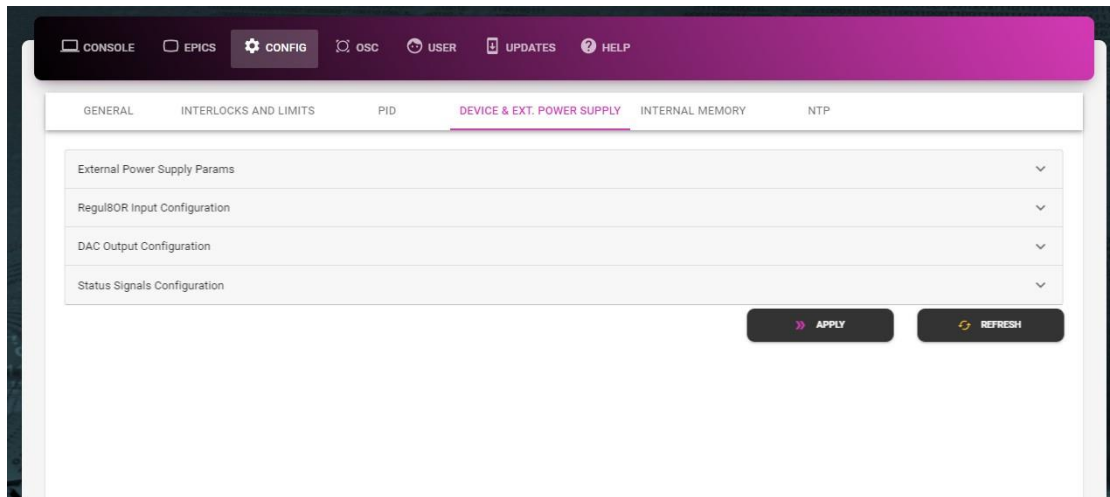 CONSOLE EPICS CONFIG OSC USER UPDATES HELP
GENERAL INTERLOCKS AND LIMITS PID DEVICE & EXT. POWER SUPPLY INTERNAL MEMORY NTP
External Power Supply Params
Regul8OR Input Configuration
DAC Output Configuration
Status Signals Configuration
APPLY REFRESH